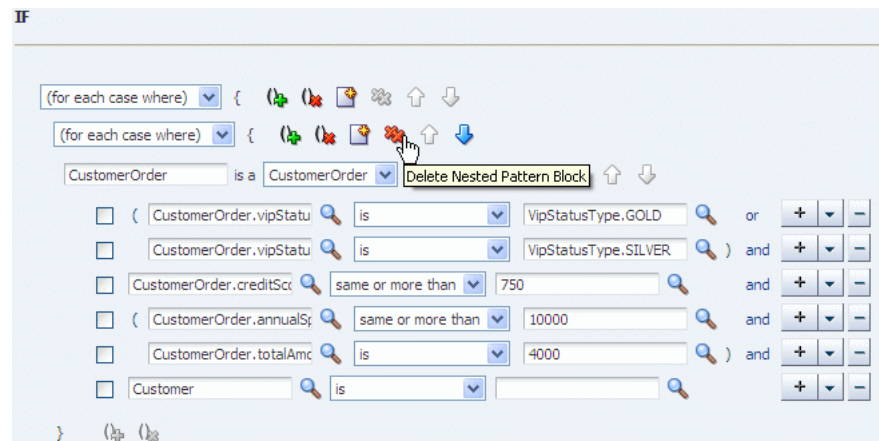 IF
(for each case where) {
(for each case where) {
CustomerOrder is a CustomerOrder Delete Nested Pattern Block
( CustomerOrder.vipStatu is VipStatusType.GOLD or + −
CustomerOrder.vipStatu is VipStatusType.SILVER ) and + −
CustomerOrder.creditSco same or more than 750 and + −
( CustomerOrder.annualSp same or more than 10000 and + −
CustomerOrder.totalAmo is 4000 ) and + −
Customer is + −
}